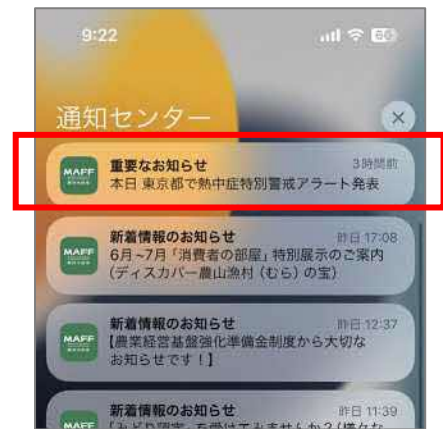 9:22
通知センター
MAFF
重要なお知らせ
3時間前
本日 東京都で熱中症特別警戒アラート発表
MAFF
新着情報のお知らせ
昨日 17:08
6月~7月「消費者の部屋」特別展示のご案内
(ディスカバー農山漁村(むら)の宝)
MAFF
新着情報のお知らせ
昨日 12:37
【農業経営基盤強化準備金制度から大切な
お知らせです!】
MAFF
新着情報のお知らせ
昨日 11:39